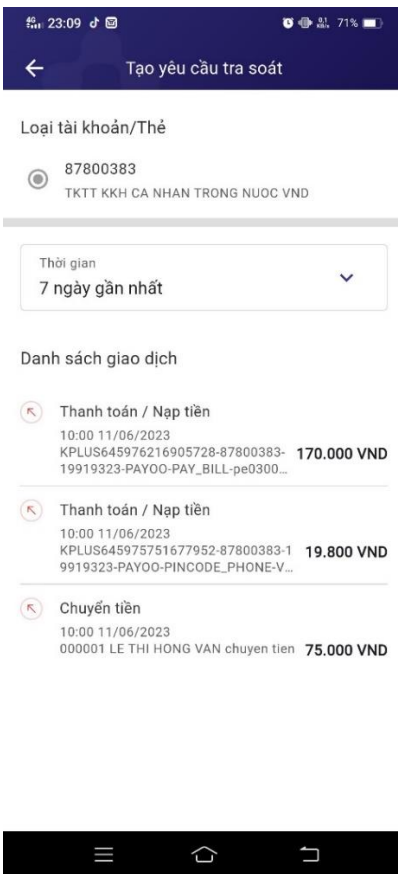 4G 23:09 71%
Tạo yêu cầu tra soát
Loại tài khoản/Thẻ
87800383
TKTT KKH CA NHAN TRONG NUOC VND
Thời gian
7 ngày gần nhất
Danh sách giao dịch
Thanh toán / Nạp tiền
10:00 11/06/2023
KPLUS645976216905728-87800383-
19919323-PAYOO-PAY_BILL-pe0300...
170.000 VND
Thanh toán / Nạp tiền
10:00 11/06/2023
KPLUS645975751677952-87800383-1
9919323-PAYOO-PINCODE_PHONE-V...
19.800 VND
Chuyển tiền
10:00 11/06/2023
000001 LE THI HONG VAN chuyen tien
75.000 VND